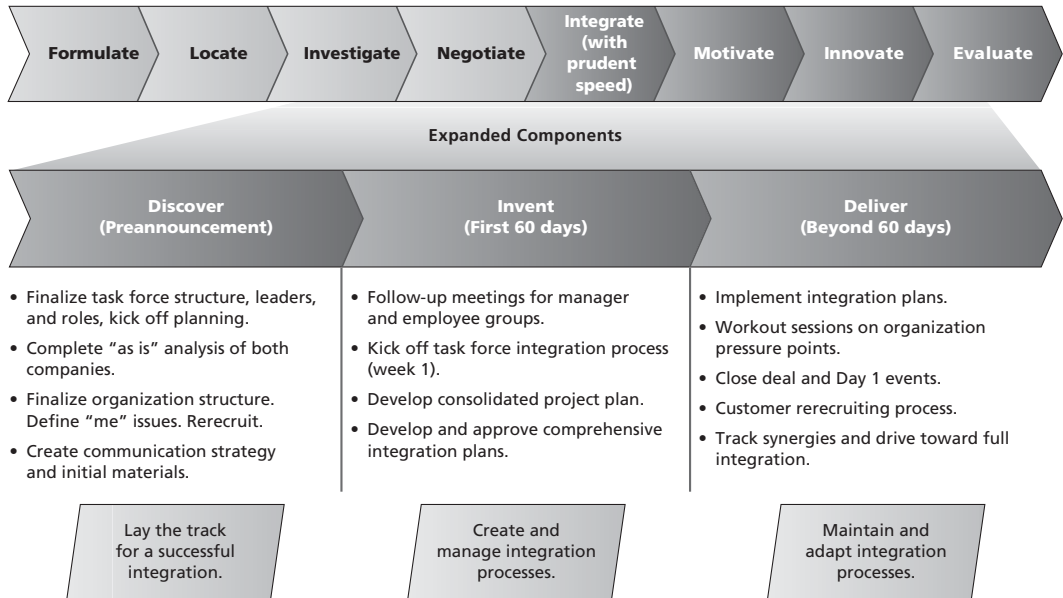 Formulate
Locate
Investigate
Negotiate
Integrate
(with
prudent
speed)
Motivate
Innovate
Evaluate
Expanded Components
Discover
(Preannouncement)
Invent
(First 60 days)
Deliver
(Beyond 60 days)
• Finalize task force structure, leaders,
and roles, kick off planning.
• Complete “as is” analysis of both
companies.
• Finalize organization structure.
Define “me” issues. Rerecruit.
• Create communication strategy
and initial materials.
• Follow-up meetings for manager
and employee groups.
• Kick off task force integration process
(week 1).
• Develop consolidated project plan.
• Develop and approve comprehensive
integration plans.
• Implement integration plans.
• Workout sessions on organization
pressure points.
• Close deal and Day 1 events.
• Customer rerecruiting process.
• Track synergies and drive toward full
integration.
Lay the track
for a successful
integration.
Create and
manage integration
processes.
Maintain and
adapt integration
processes.